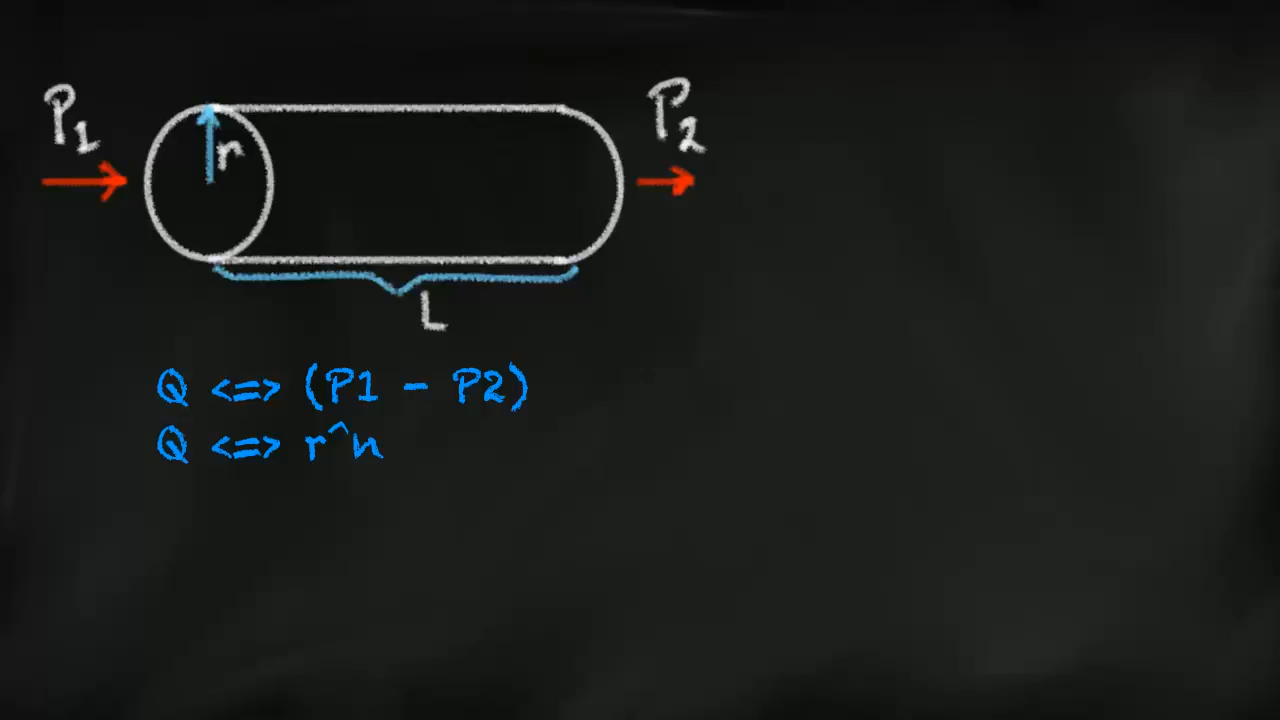 P1
P2
r
L
Q <=> (P1 - P2)
Q <=> r^n